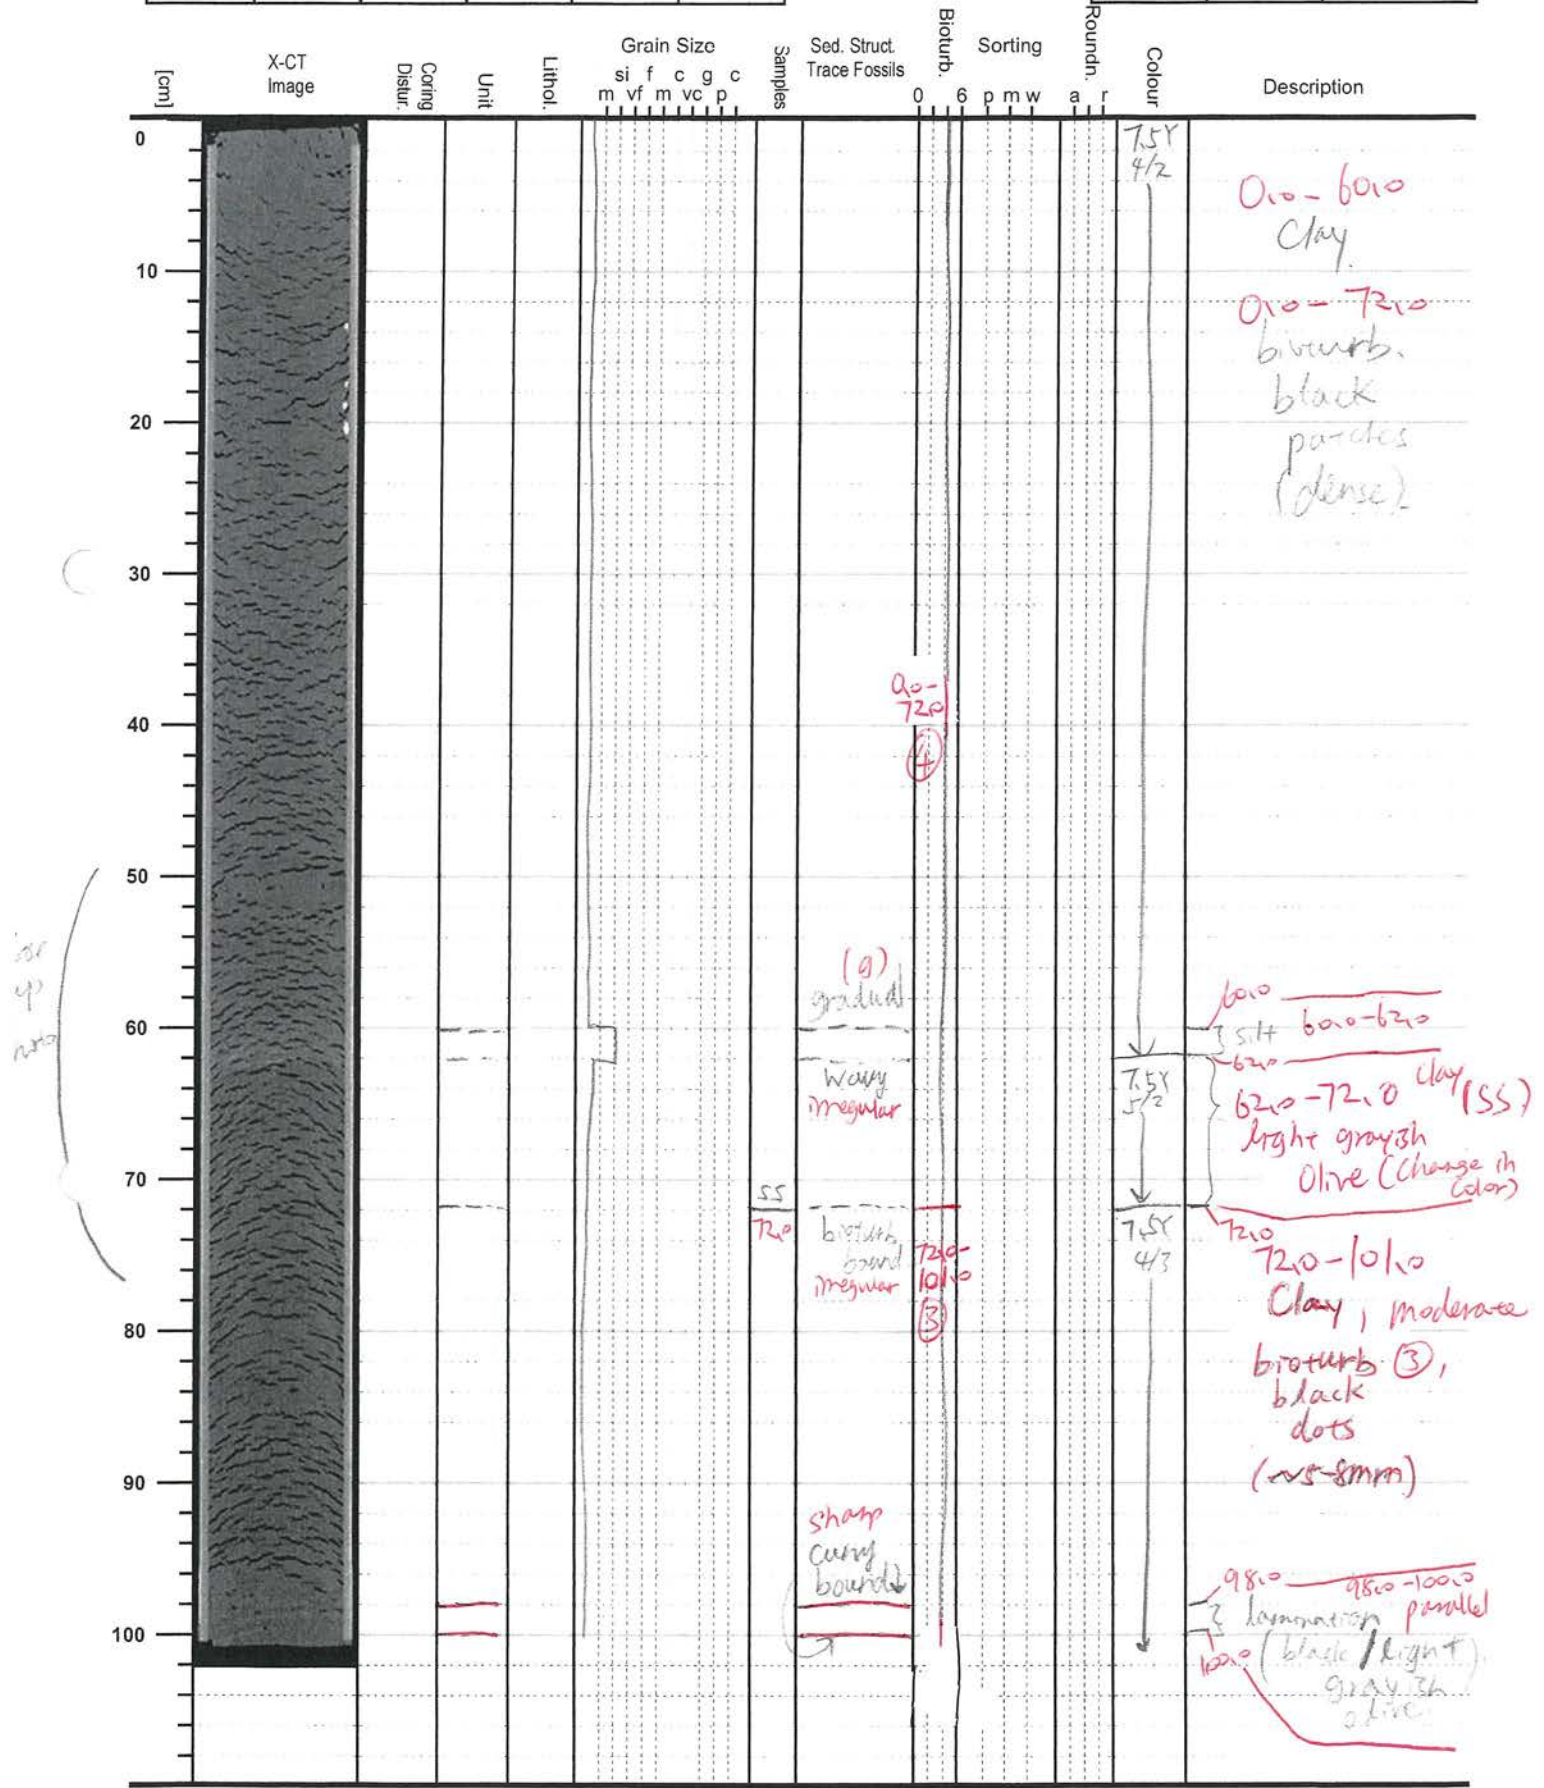 [cm]
X-CT
Image
Coring
Distur.
Unit
Lithol.
Grain Size
si f c g c
m vf m vc p
Samples
Sed. Struct.
Trace Fossils
Bioturb.
0 6
Sorting
p m w
Roundn.
a r
Colour
Description
0
10
20
30
40
50
60
70
80
90
100
7.5Y
4/2
0.0-60.0
Clay
0.0-72.0
bioturb.
black
patches
(dense)
0.0-
72.0
4
(g)
gradual
wavy
irregular
60.0
silt
60.0-62.0
62.0
7.5Y
5/2
62.0-72.0 Clay (SS)
light grayish
Olive (Change in
Color)
SS
72.0
bioturb.
bound
irregular
72.0-
101.0
3
7.5Y
4/3
72.0
72.0-101.0
Clay, moderate
bioturb. 3,
black
dots
(~5-8mm)
sharp
curvy
bound
98.0
98.0-100.0
lamination parallel
100.0
(black/light
grayish
olive